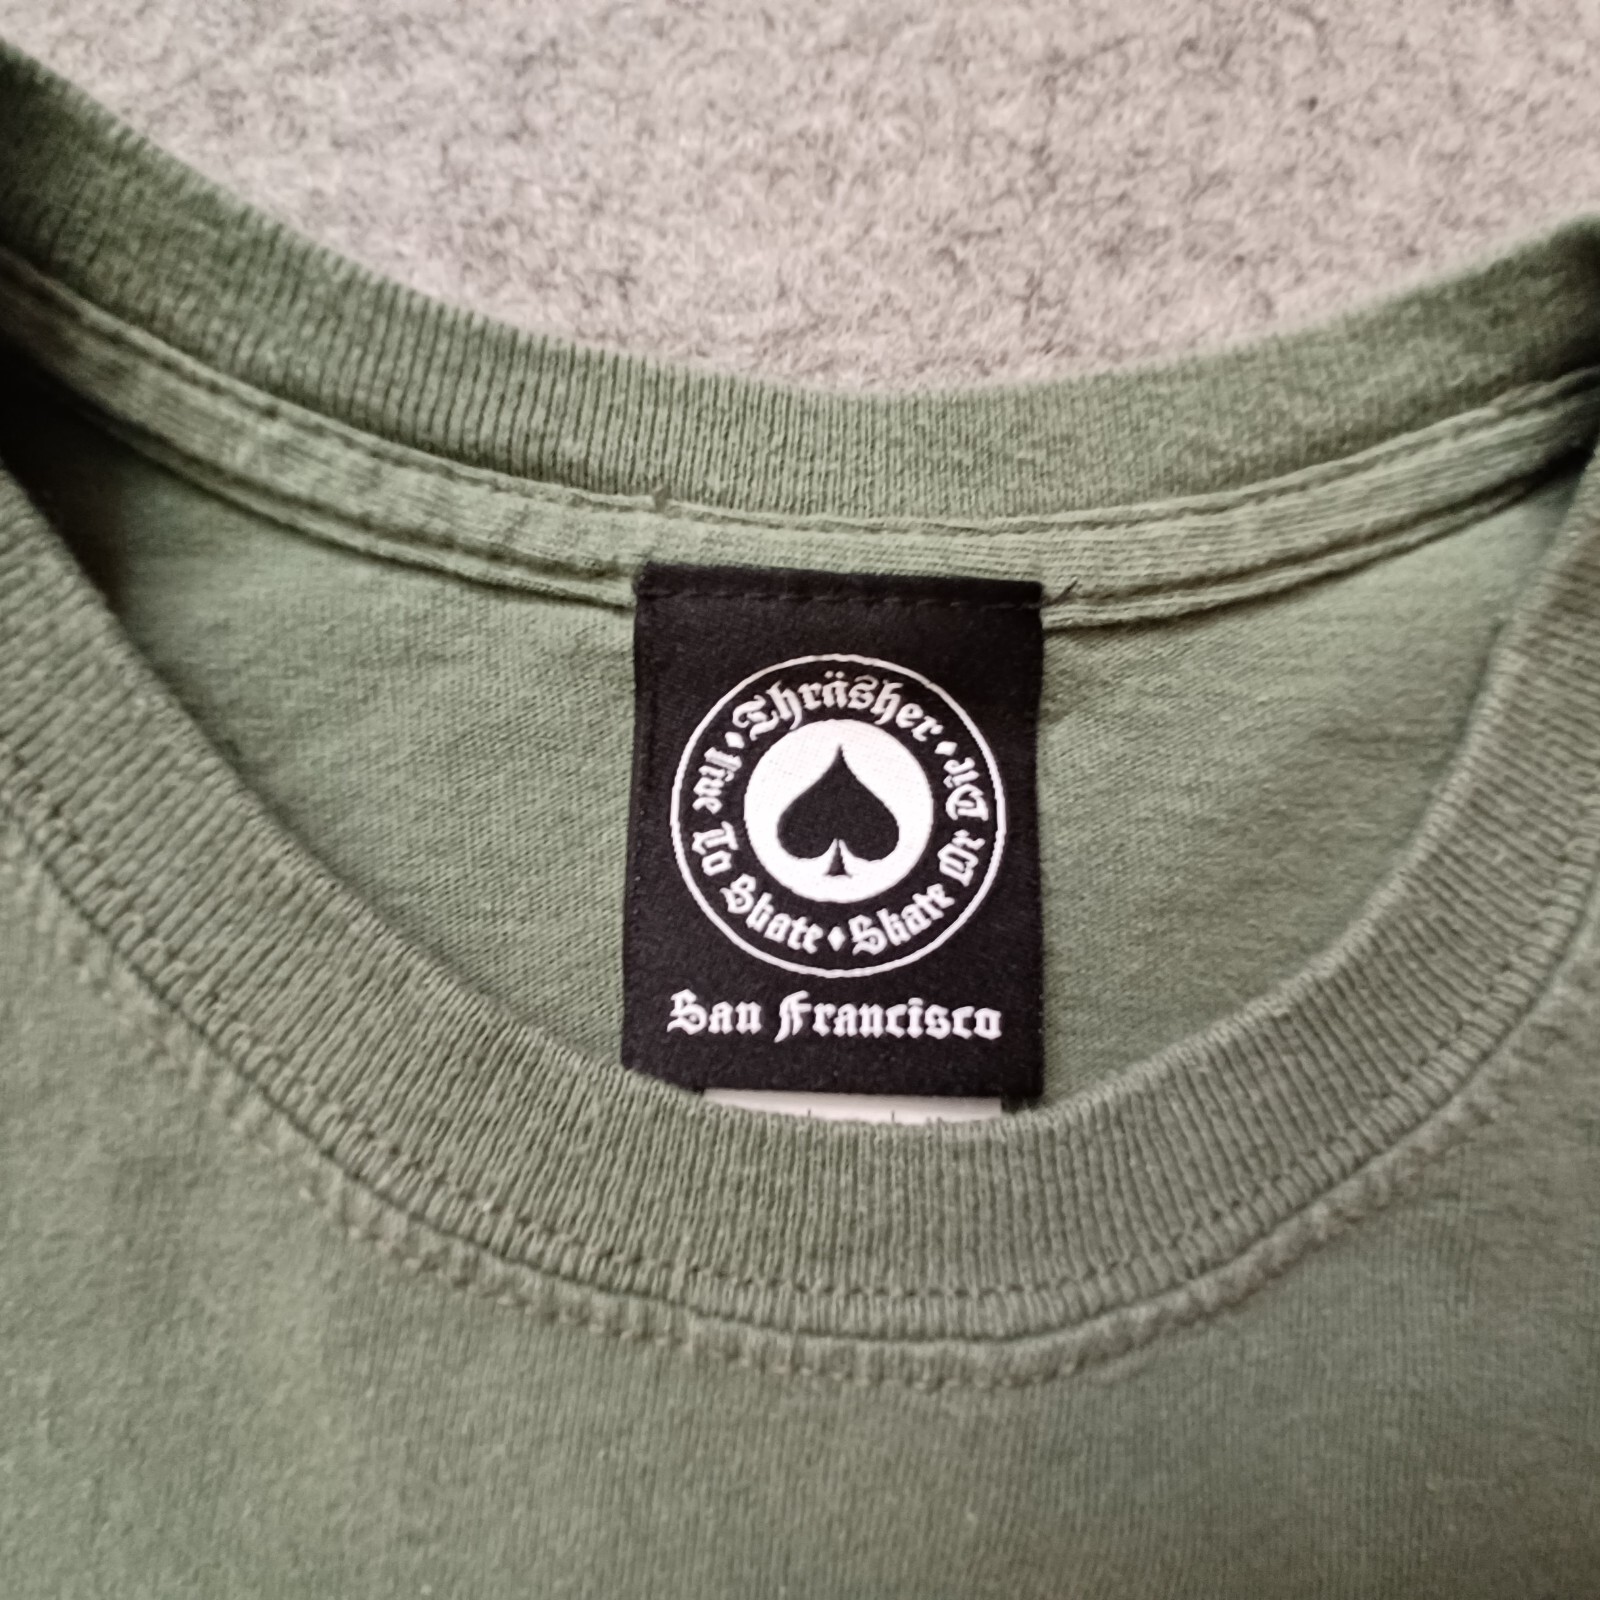 Thräsher
Live To Skate
Skate Or Die
San Francisco